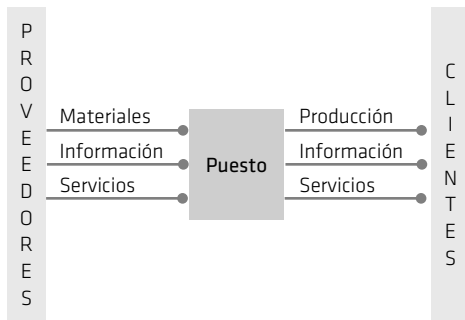 PROVEEDORES
Materiales
Información
Servicios
Puesto
Producción
Información
Servicios
CLIENTES